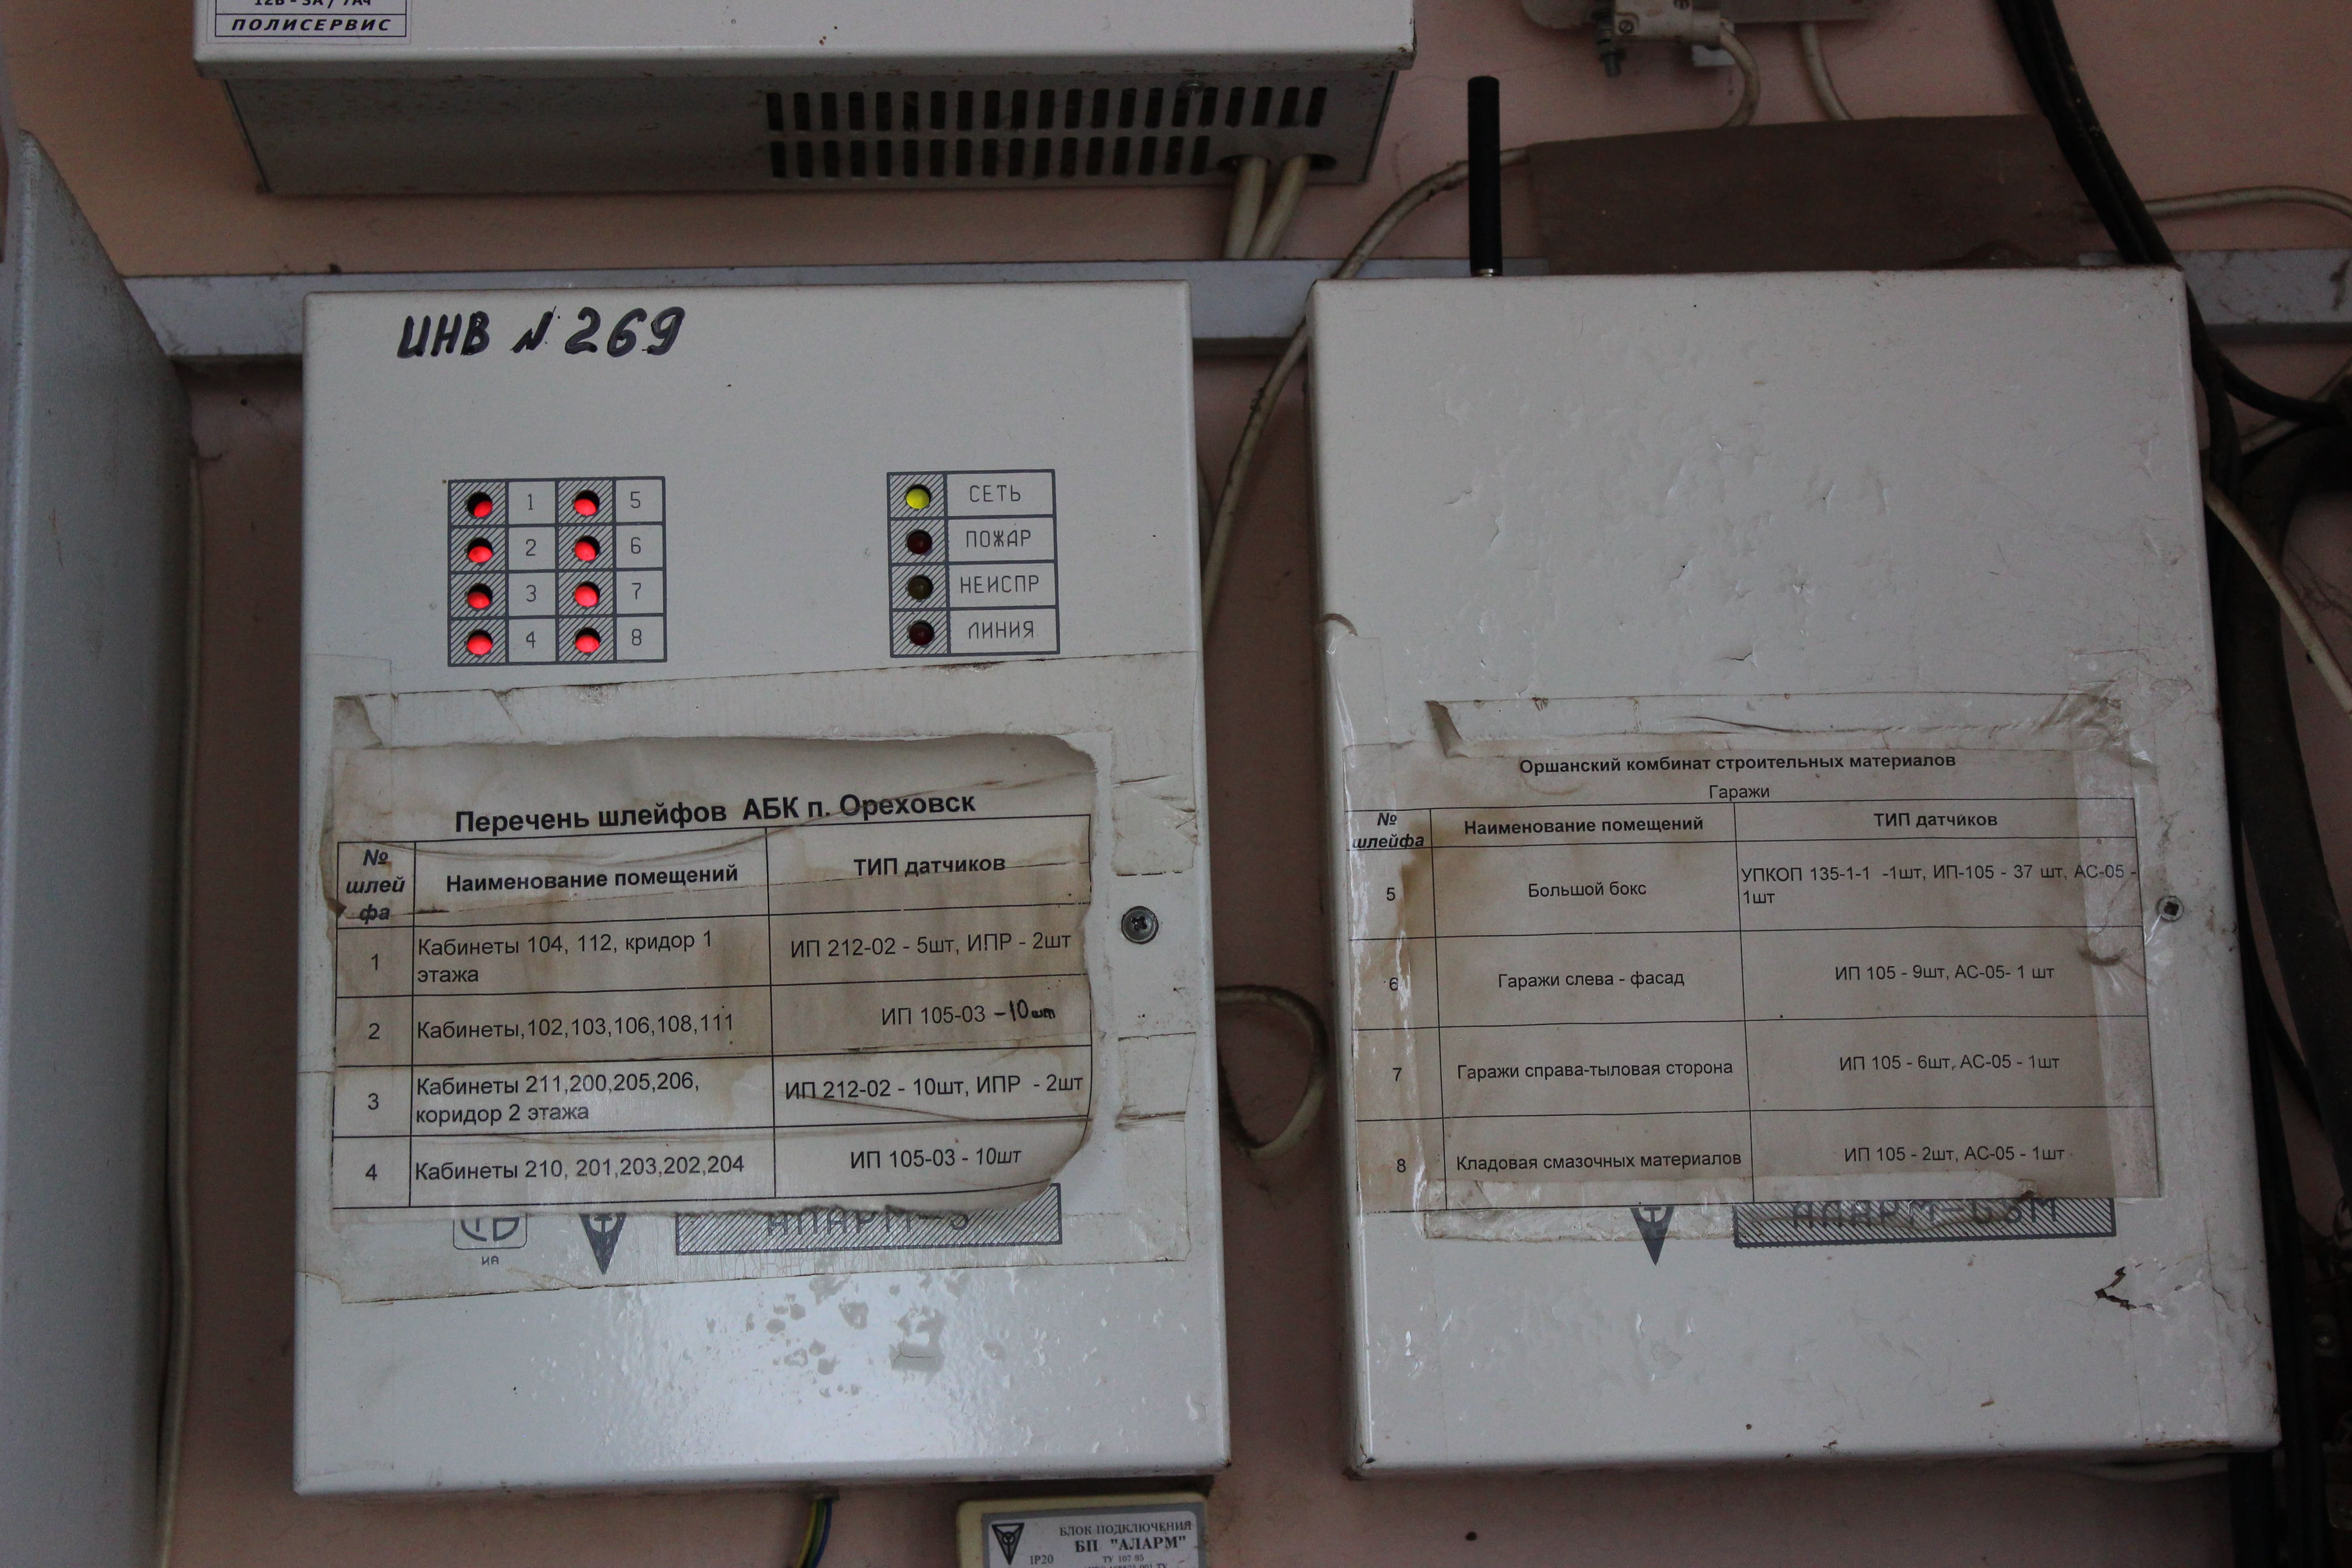 12В - 3А / 7Ач
ПОЛИСЕРВИС
ИНВ N 269
1 5
2 6
3 7
4 8
СЕТЬ
ПОЖАР
НЕИСПР
ЛИНИЯ
Перечень шлейфов АБК п. Ореховск
№ шлей фа Наименование помещений ТИП датчиков
1 Кабинеты 104, 112, кридор 1 этажа ИП 212-02 - 5шт, ИПР - 2шт
2 Кабинеты,102,103,106,108,111 ИП 105-03 -10шт
3 Кабинеты 211,200,205,206, коридор 2 этажа ИП 212-02 - 10шт, ИПР - 2шт
4 Кабинеты 210, 201,203,202,204 ИП 105-03 - 10шт
ИА
Оршанский комбинат строительных материалов
Гаражи
№ шлейфа Наименование помещений ТИП датчиков
5 Большой бокс УПКОП 135-1-1 -1шт, ИП-105 - 37 шт, АС-05 - 1шт
6 Гаражи слева - фасад ИП 105 - 9шт, АС-05- 1 шт
7 Гаражи справа-тыловая сторона ИП 105 - 6шт, АС-05 - 1шт
8 Кладовая смазочных материалов ИП 105 - 2шт, АС-05 - 1шт
БЛОК ПОДКЛЮЧЕНИЯ
БП "АЛАРМ"
IP20